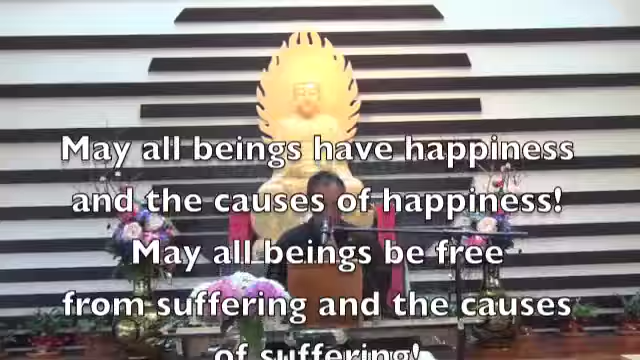 May all beings have happiness
and the causes of happiness!
May all beings be free
from suffering and the causes
of suffering!